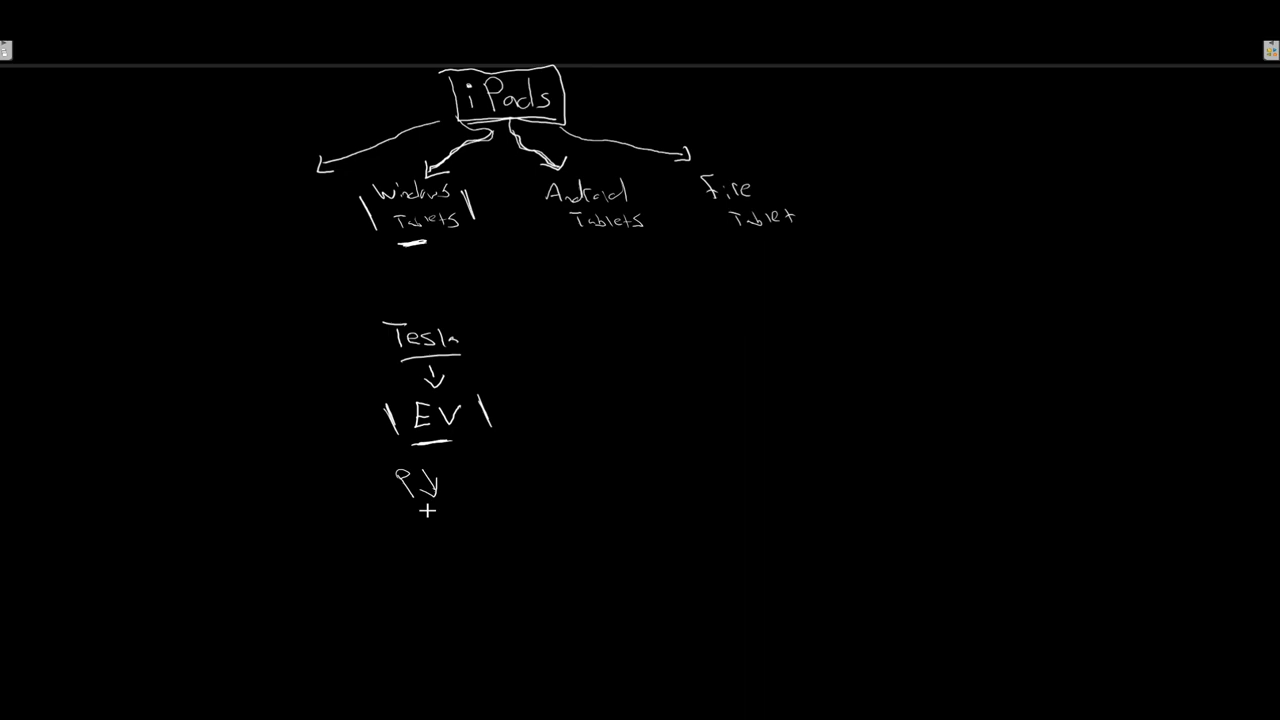 iPads
Windows
Tablets
Android
Tablets
Fire
Tablet
Tesla
EV
P↓